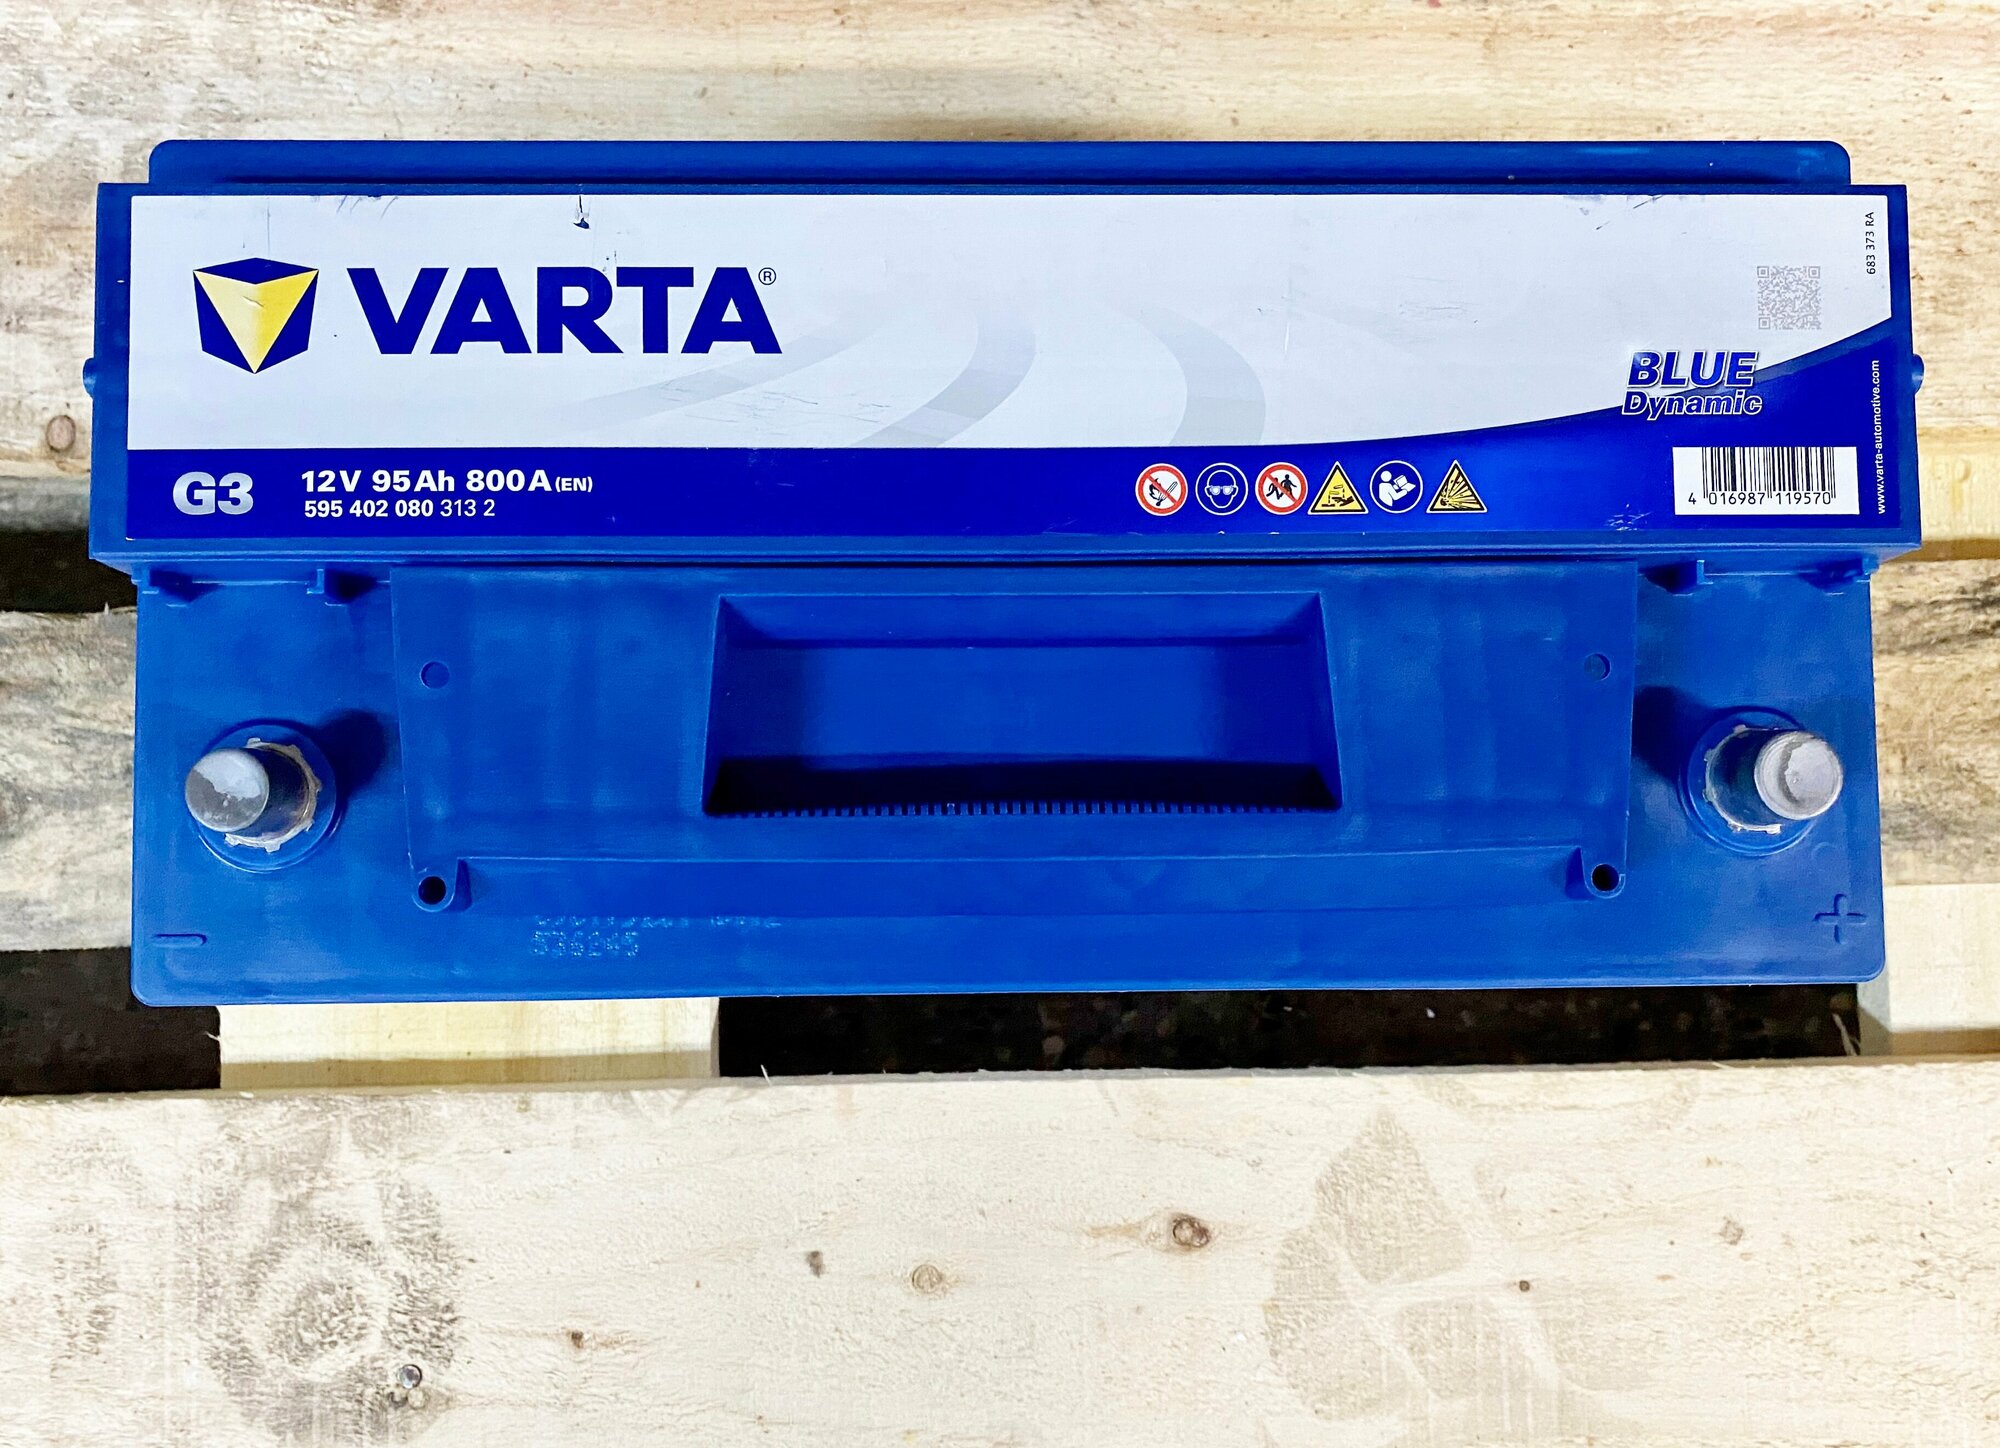 VARTA®
683 373 RA
BLUE
Dynamic
www.varta-automotive.com
G3
12V 95Ah 800A (EN)
595 402 080 313 2
4 016987 119570
−
+